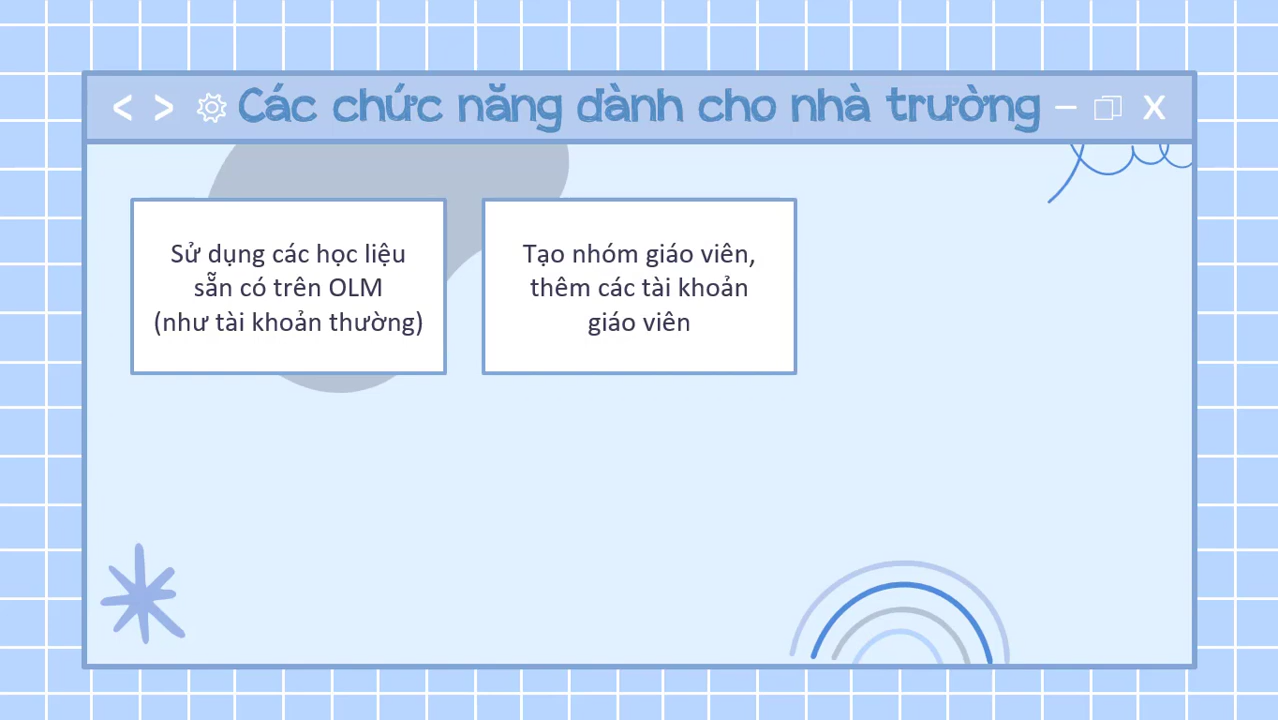 Các chức năng dành cho nhà trường
Sử dụng các học liệu
sẵn có trên OLM
(như tài khoản thường)
Tạo nhóm giáo viên,
thêm các tài khoản
giáo viên